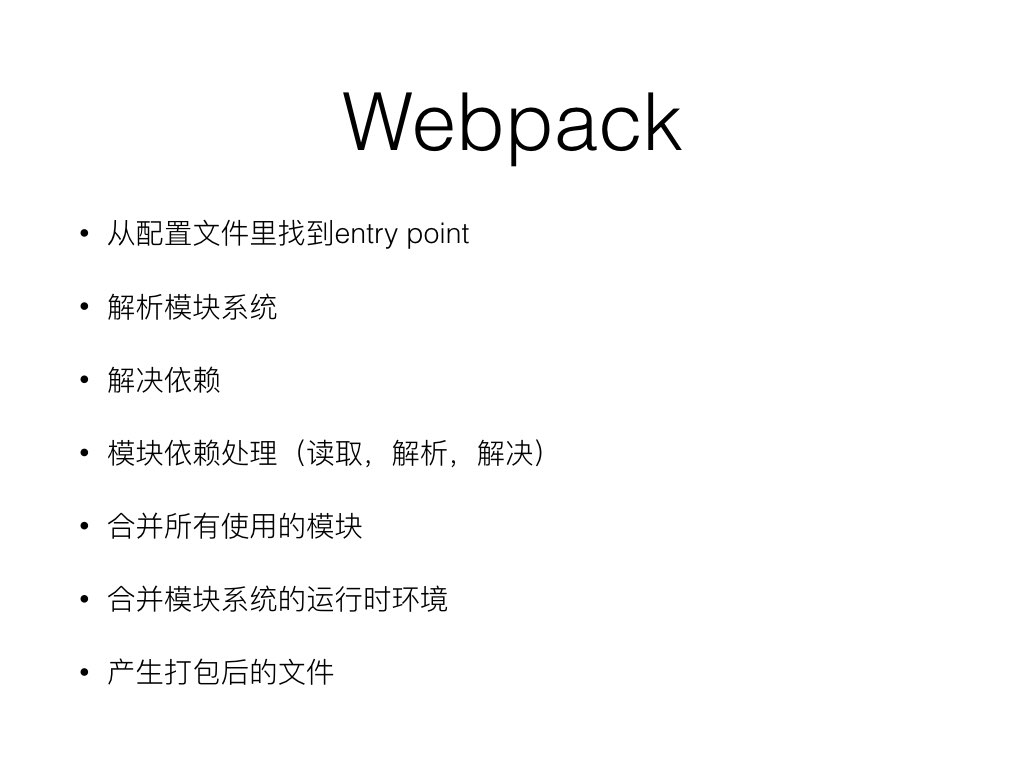 Webpack
• 从配置文件里找到entry point
• 解析模块系统
• 解决依赖
• 模块依赖处理（读取，解析，解决）
• 合并所有使用的模块
• 合并模块系统的运行时环境
• 产生打包后的文件